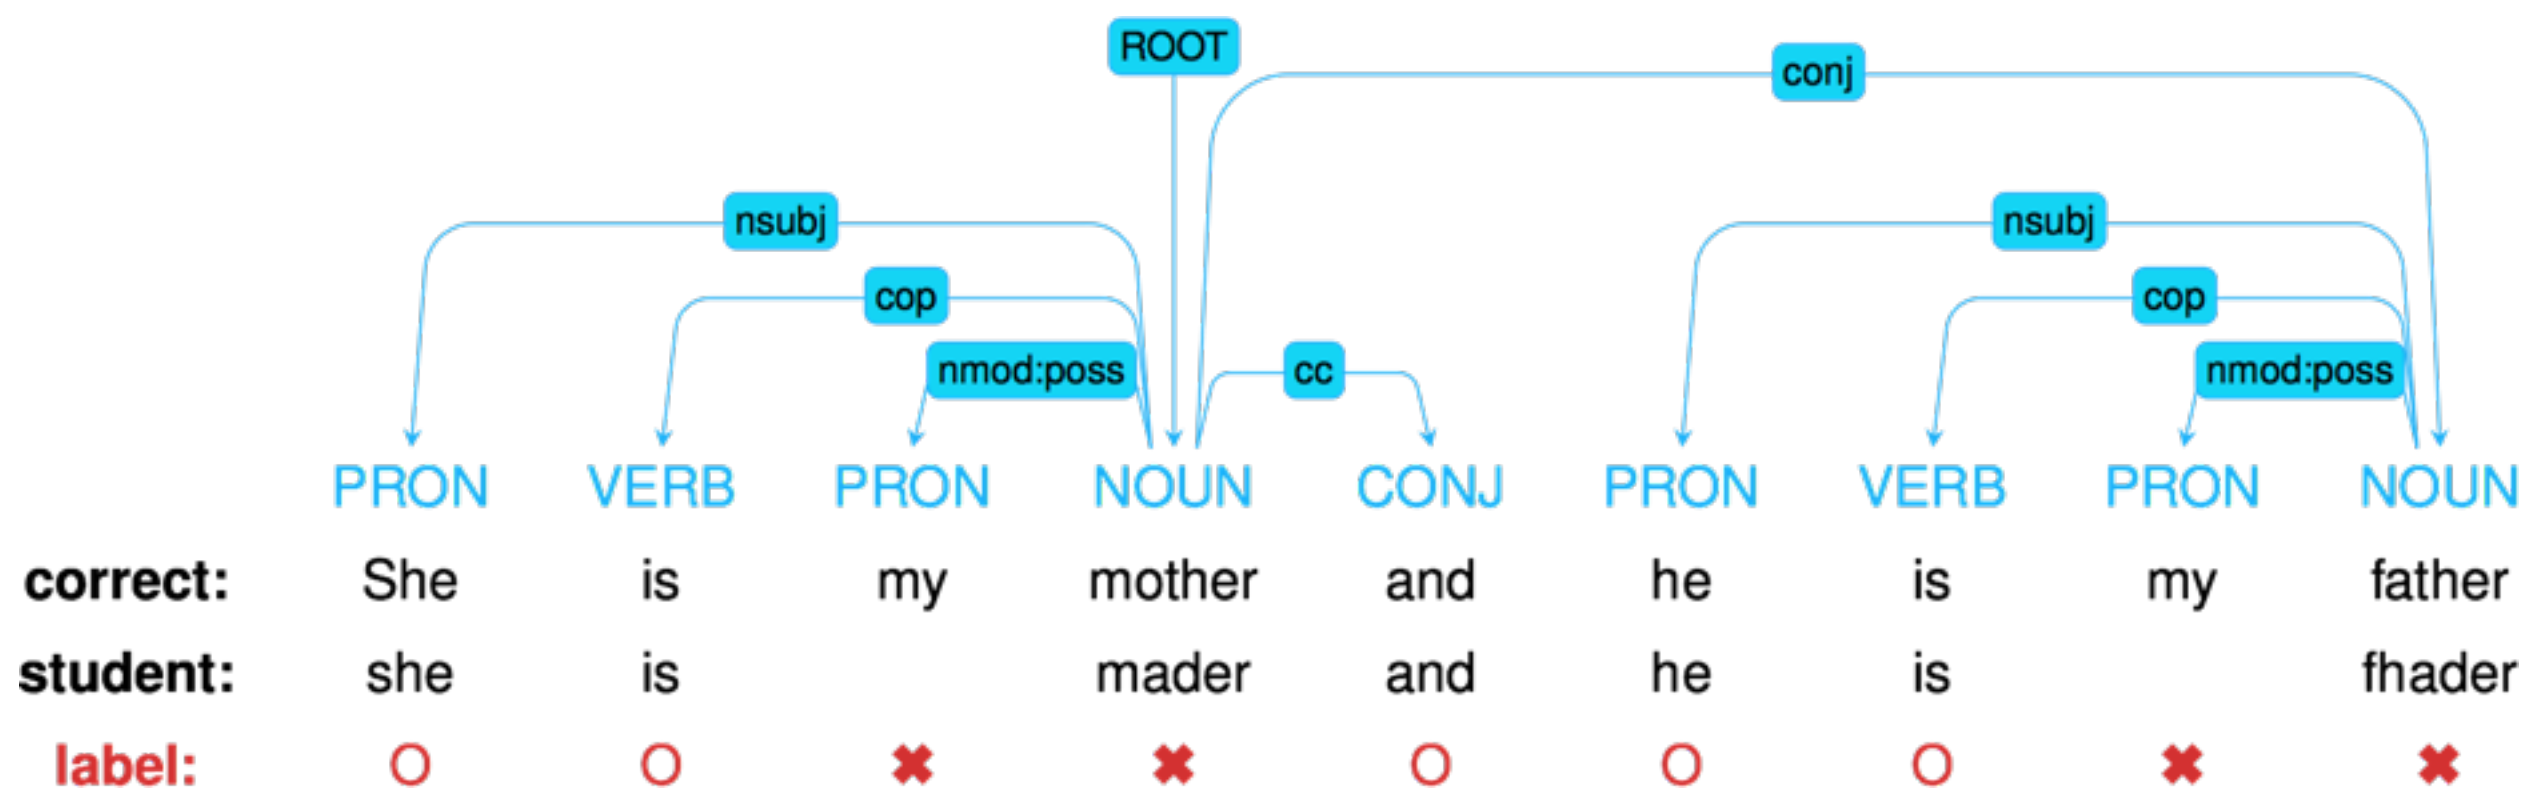 ROOT
conj
nsubj nsubj
cop cop
nmod:poss cc nmod:poss
PRON VERB PRON NOUN CONJ PRON VERB PRON NOUN
correct: She is my mother and he is my father
student: she is mader and he is fhader
label: O O ✖ ✖ O O O ✖ ✖